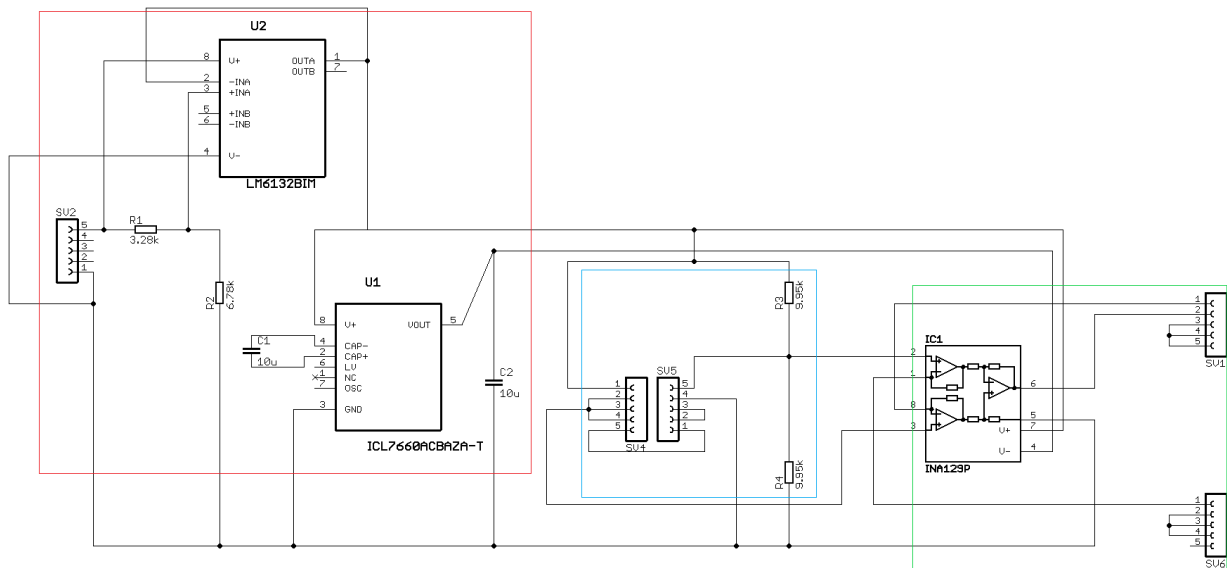 U2
8 V+ OUTA 1
OUTB 7
2 -INA
3 +INA
5 +INB
6 -INB
4 V-
LM6132BIM
SV2
5
4
3
2
1
R1
3.28k
R2
6.78k
U1
8 V+ VOUT 5
4 CAP-
2 CAP+
6 LV
1 NC
7 OSC
3 GND
ICL7660ACBAZA-T
C1
10u
C2
10u
R3
9.95k
SV5
1
2
3
4
5
SV4
5
4
3
2
1
R4
9.95k
IC1
2
1
8
3
6
5
V+ 7
V- 4
INA129P
1
2
3
4
5
SV1
1
2
3
4
5
SV6